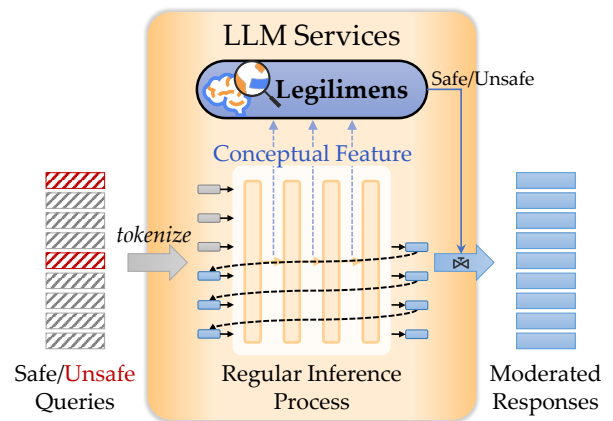 LLM Services
Legilimens
Safe/Unsafe
Conceptual Feature
tokenize
Safe/Unsafe
Queries
Regular Inference
Process
Moderated
Responses